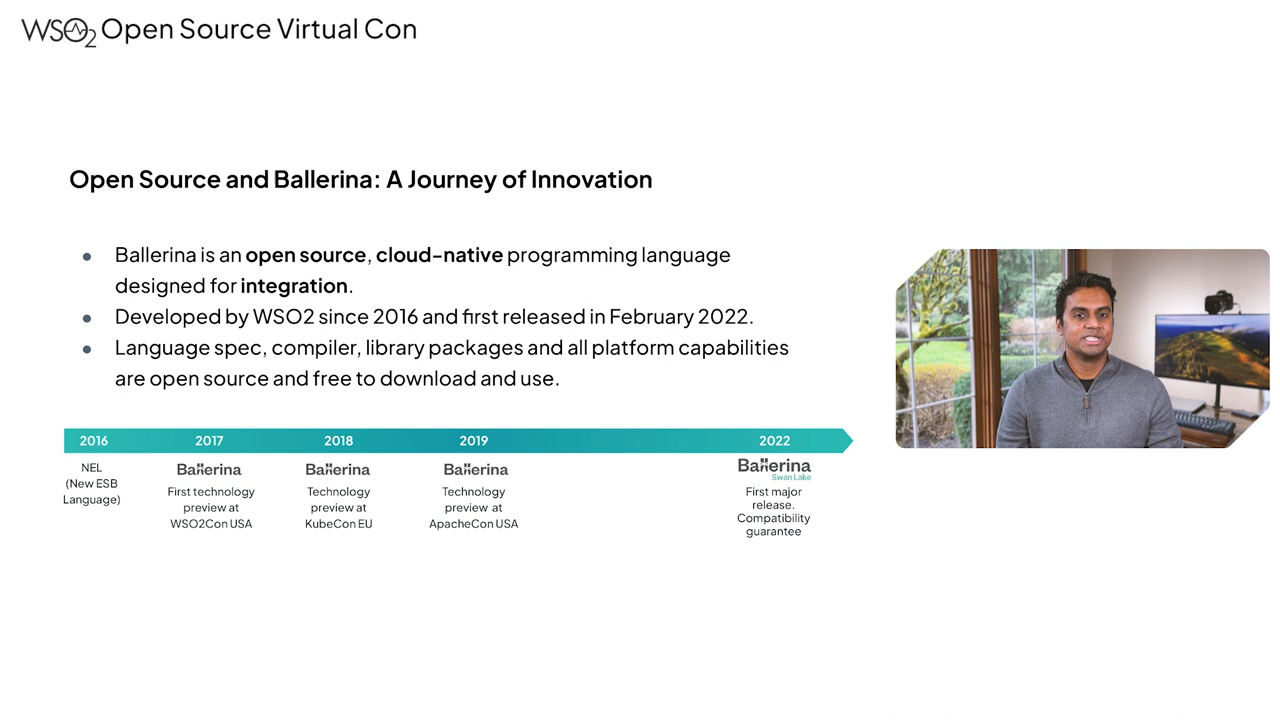 WSO2 Open Source Virtual Con
Open Source and Ballerina: A Journey of Innovation
● Ballerina is an open source, cloud-native programming language
designed for integration.
● Developed by WSO2 since 2016 and first released in February 2022.
● Language spec, compiler, library packages and all platform capabilities
are open source and free to download and use.
2016 2017 2018 2019 2022
NEL
(New ESB
Language)
Ballerina
First technology
preview at
WSO2Con USA
Ballerina
Technology
preview at
KubeCon EU
Ballerina
Technology
preview at
ApacheCon USA
Ballerina
Swan Lake
First major
release.
Compatibility
guarantee